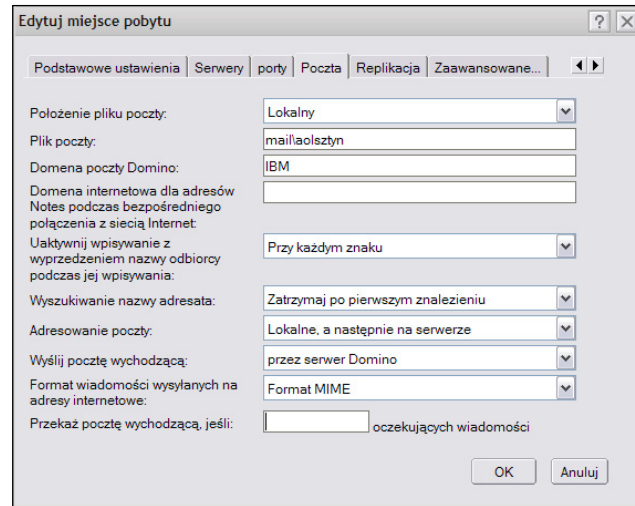 Edytuj miejsce pobytu
Podstawowe ustawienia Serwery porty Poczta Replikacja Zaawansowane...
Położenie pliku poczty: Lokalny
Plik poczty: mail\aolsztyn
Domena poczty Domino: IBM
Domena internetowa dla adresów
Notes podczas bezpośredniego
połączenia z siecią Internet:
Uaktywnij wpisywanie z
wyprzedzeniem nazwy odbiorcy
podczas jej wpisywania:
Przy każdym znaku
Wyszukiwanie nazwy adresata: Zatrzymaj po pierwszym znalezieniu
Adresowanie poczty: Lokalne, a następnie na serwerze
Wyślij pocztę wychodzącą: przez serwer Domino
Format wiadomości wysyłanych na
adresy internetowe:
Format MIME
Przekaż pocztę wychodzącą, jeśli: oczekujących wiadomości
OK Anuluj